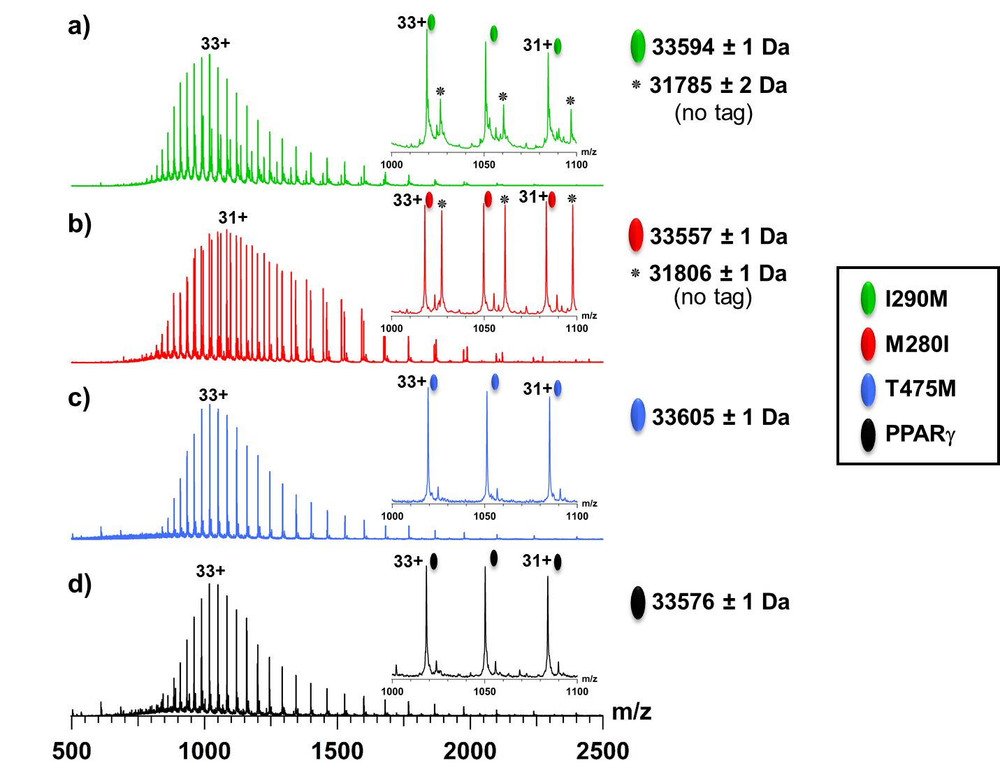 a)
33+
33+
31+
m/z
1000 1050 1100
33594 ± 1 Da
* 31785 ± 2 Da
(no tag)
b)
31+
33+
31+
m/z
1000 1050 1100
33557 ± 1 Da
* 31806 ± 1 Da
(no tag)
c)
33+
33+
31+
m/z
1000 1050 1100
33605 ± 1 Da
d)
33+
33+
31+
m/z
1000 1050 1100
33576 ± 1 Da
m/z
500 1000 1500 2000 2500
I290M
M280I
T475M
PPARγ